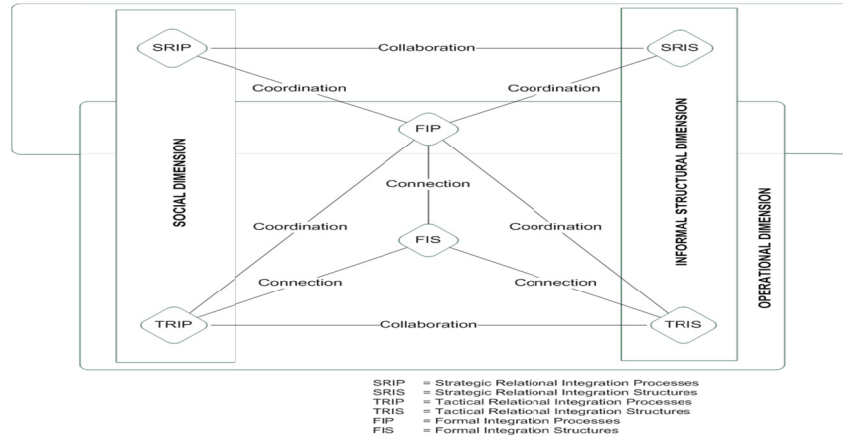 SRIP
Collaboration
SRIS
Coordination
Coordination
FIP
Connection
SOCIAL DIMENSION
INFORMAL STRUCTURAL DIMENSION
OPERATIONAL DIMENSION
Coordination
Coordination
FIS
Connection
Connection
TRIP
Collaboration
TRIS
SRIP = Strategic Relational Integration Processes
SRIS = Strategic Relational Integration Structures
TRIP = Tactical Relational Integration Processes
TRIS = Tactical Relational Integration Structures
FIP = Formal Integration Processes
FIS = Formal Integration Structures